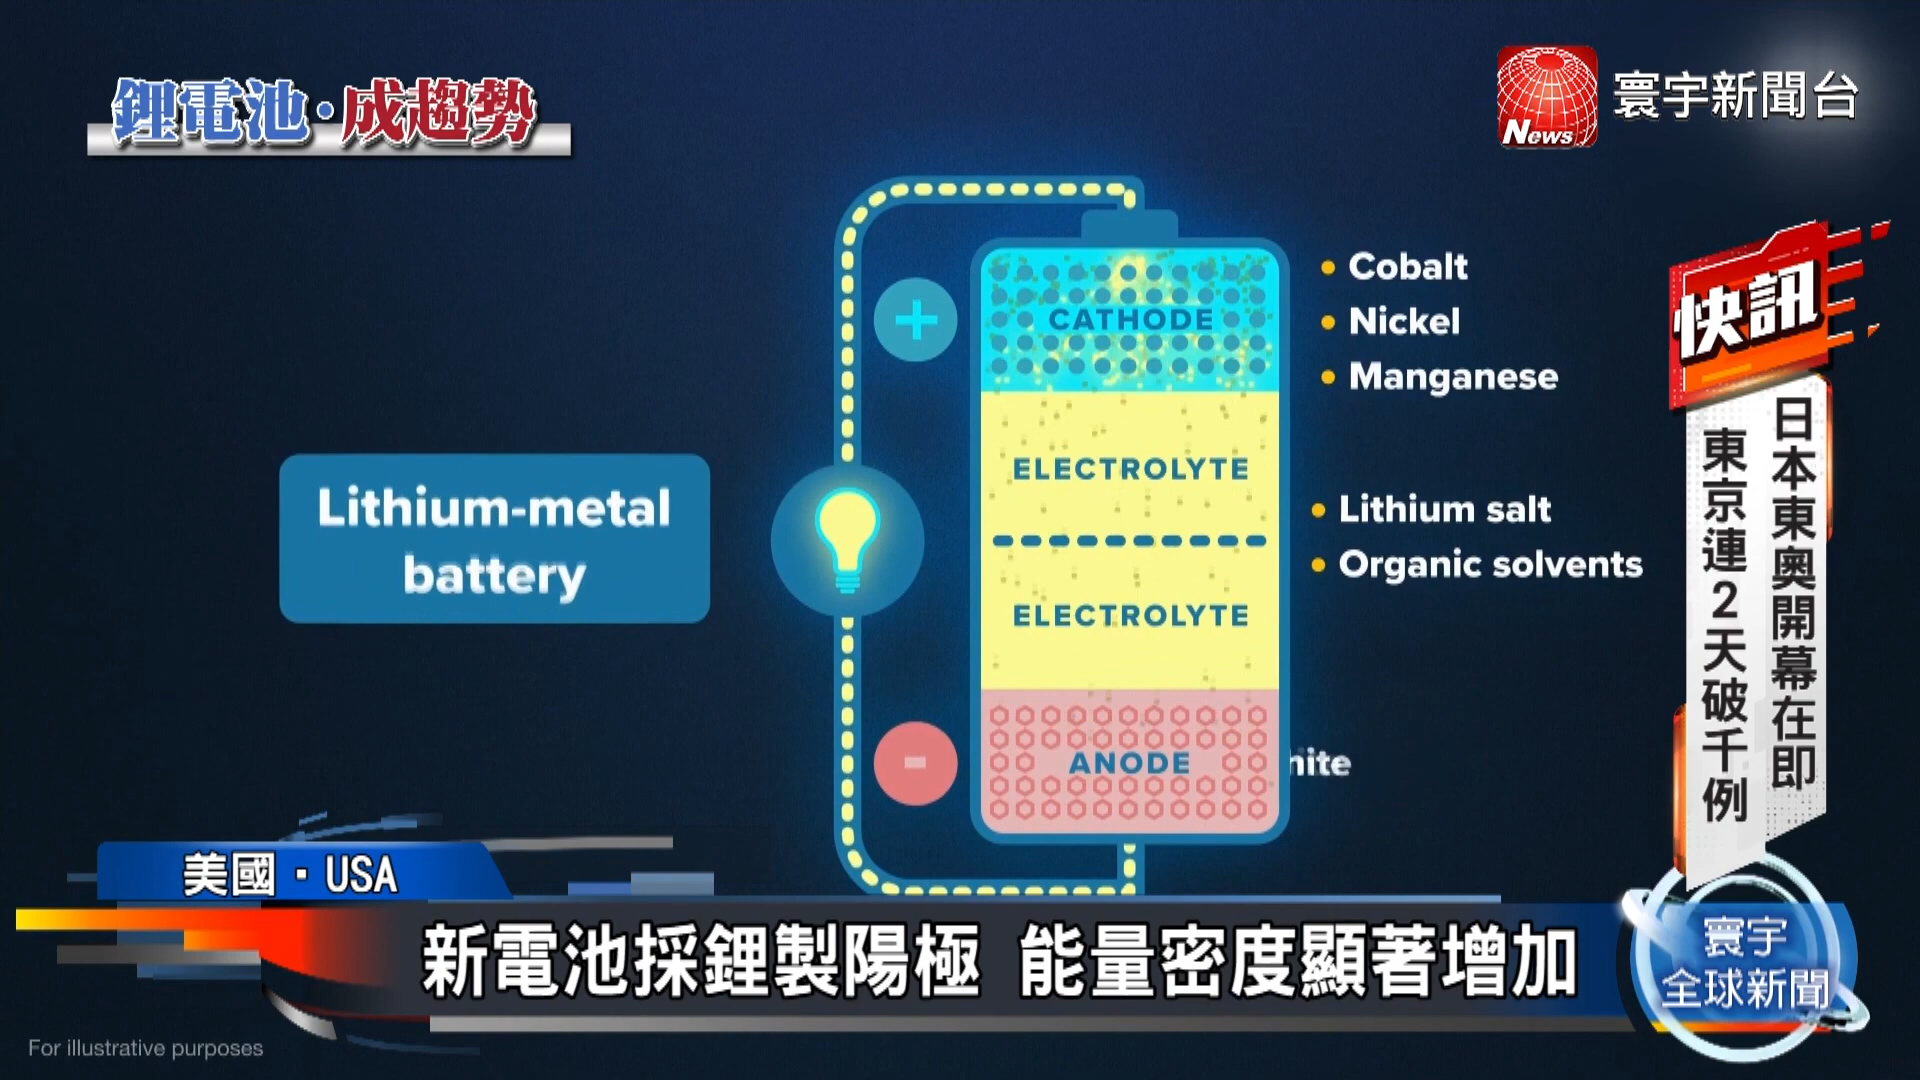 鋰電池·成趨勢
News
寰宇新聞台
快訊
日本東奧開幕在即
東京連2天破千例
CATHODE
Cobalt
Nickel
Manganese
Lithium-metal
battery
ELECTROLYTE
Lithium salt
Organic solvents
ELECTROLYTE
ANODE
美國·USA
新電池採鋰製陽極 能量密度顯著增加
寰宇
全球新聞
For illustrative purposes